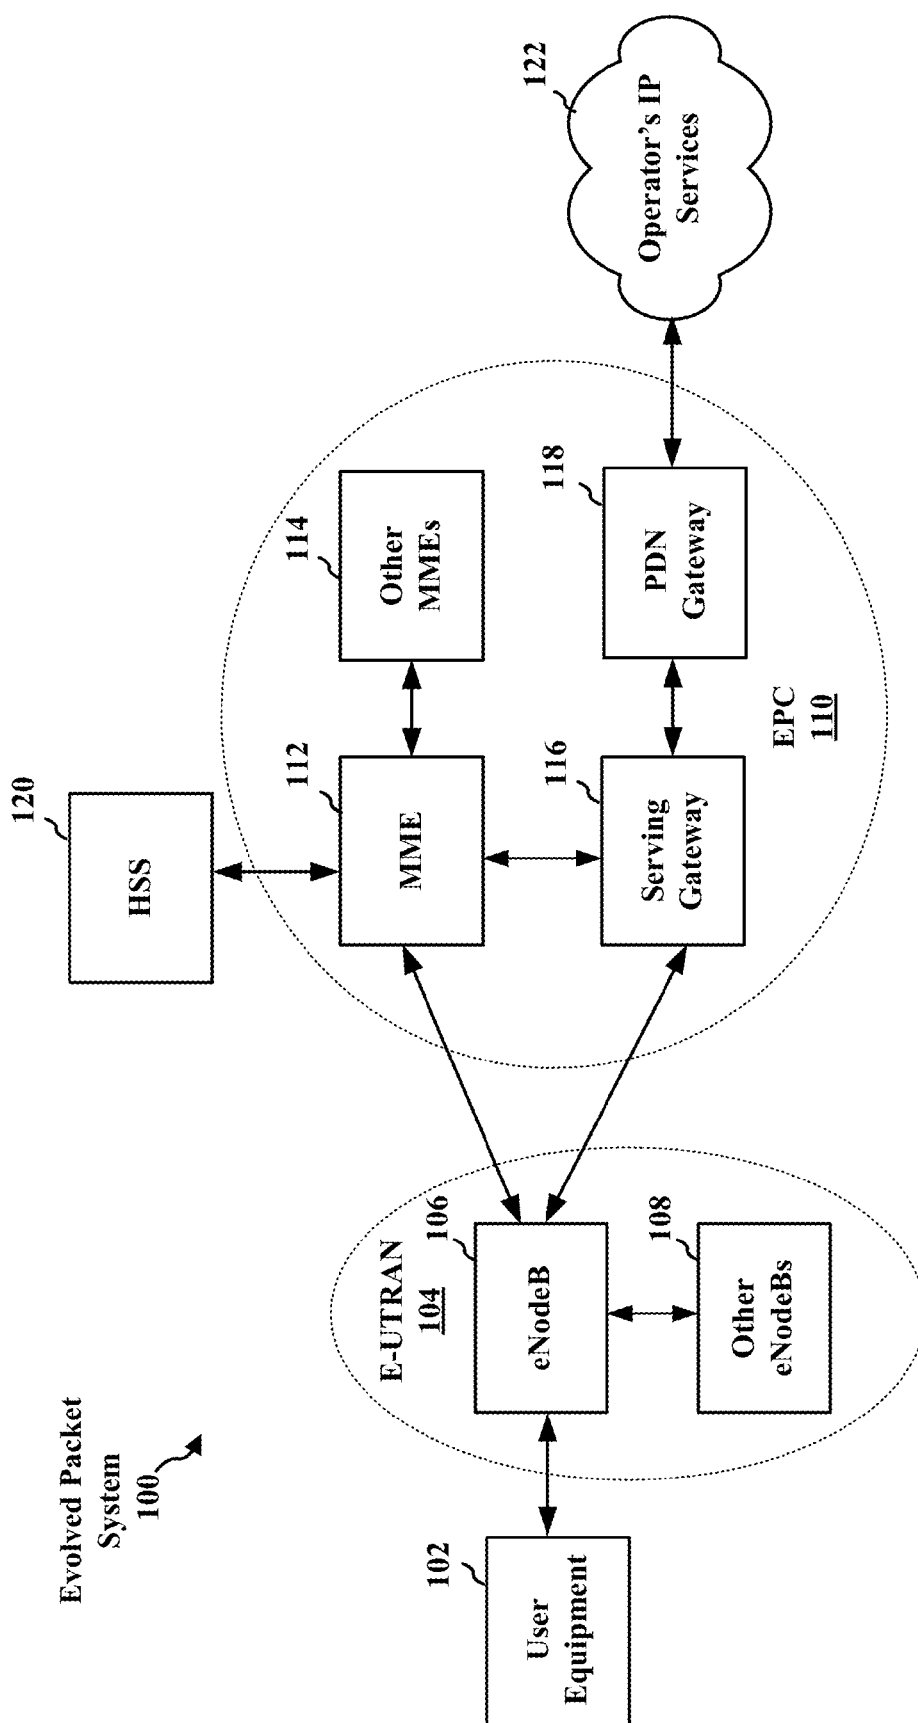 Evolved Packet
System
100
102
User
Equipment
E-UTRAN
104
106
eNodeB
108
Other
eNodeBs
120
HSS
112
MME
114
Other
MMEs
116
Serving
Gateway
118
PDN
Gateway
EPC
110
122
Operator's IP
Services